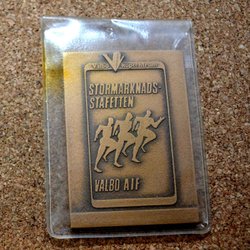 STORMARKNADS-
STAFETTEN
VALBO AIF